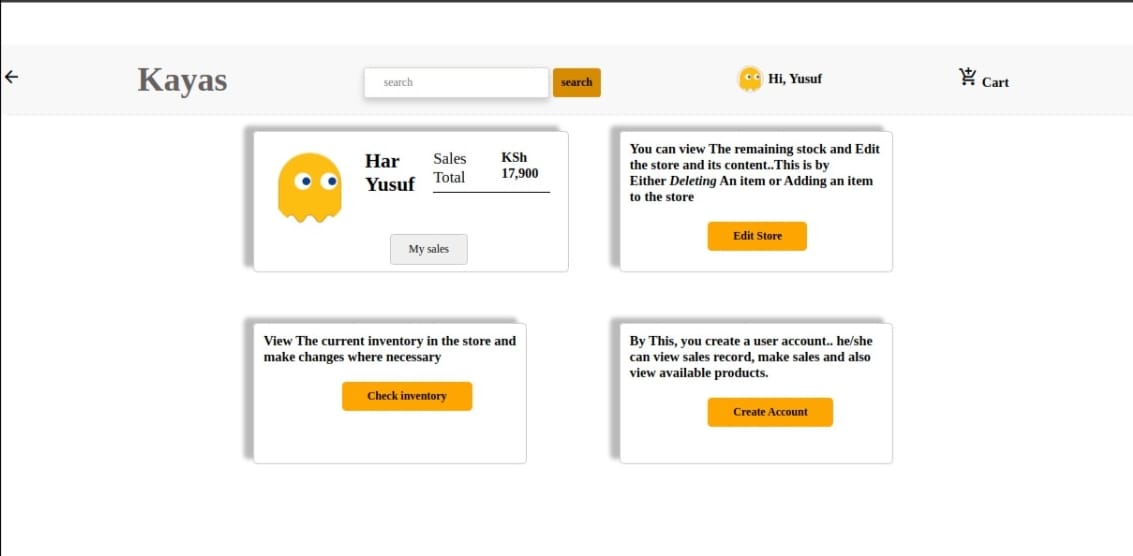 Kayas
search
search
Hi, Yusuf
Cart
Har
Yusuf
Sales
Total
KSh
17,900
My sales
You can view The remaining stock and Edit
the store and its content..This is by
Either Deleting An item or Adding an item
to the store
Edit Store
View The current inventory in the store and
make changes where necessary
Check inventory
By This, you create a user account.. he/she
can view sales record, make sales and also
view available products.
Create Account